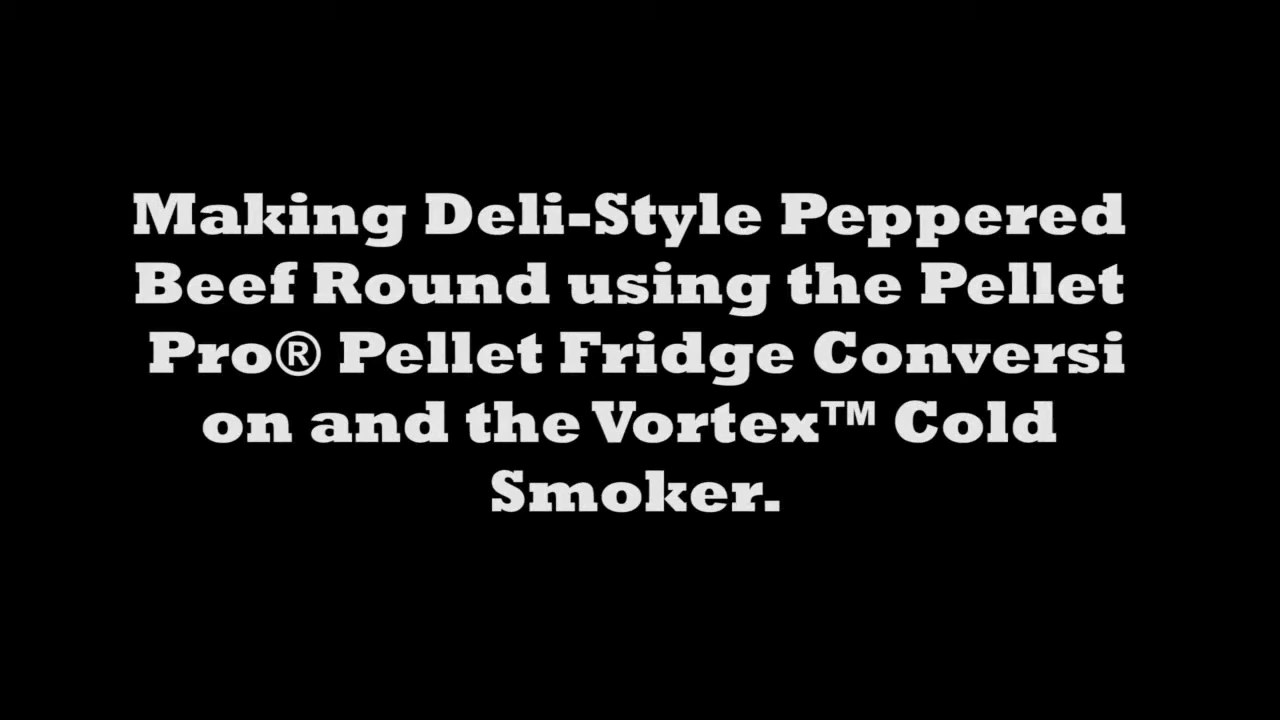 Making Deli-Style Peppered
Beef Round using the Pellet
Pro® Pellet Fridge Conversi
on and the Vortex™ Cold
Smoker.